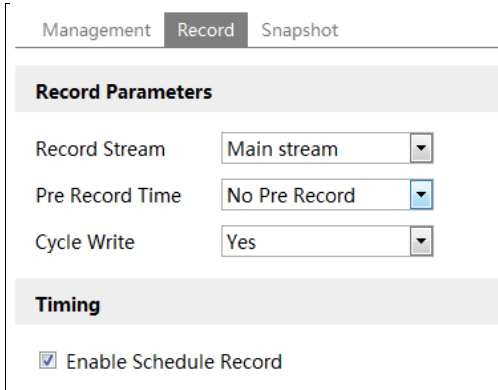 Management Record Snapshot
Record Parameters
Record Stream Main stream
Pre Record Time No Pre Record
Cycle Write Yes
Timing
Enable Schedule Record